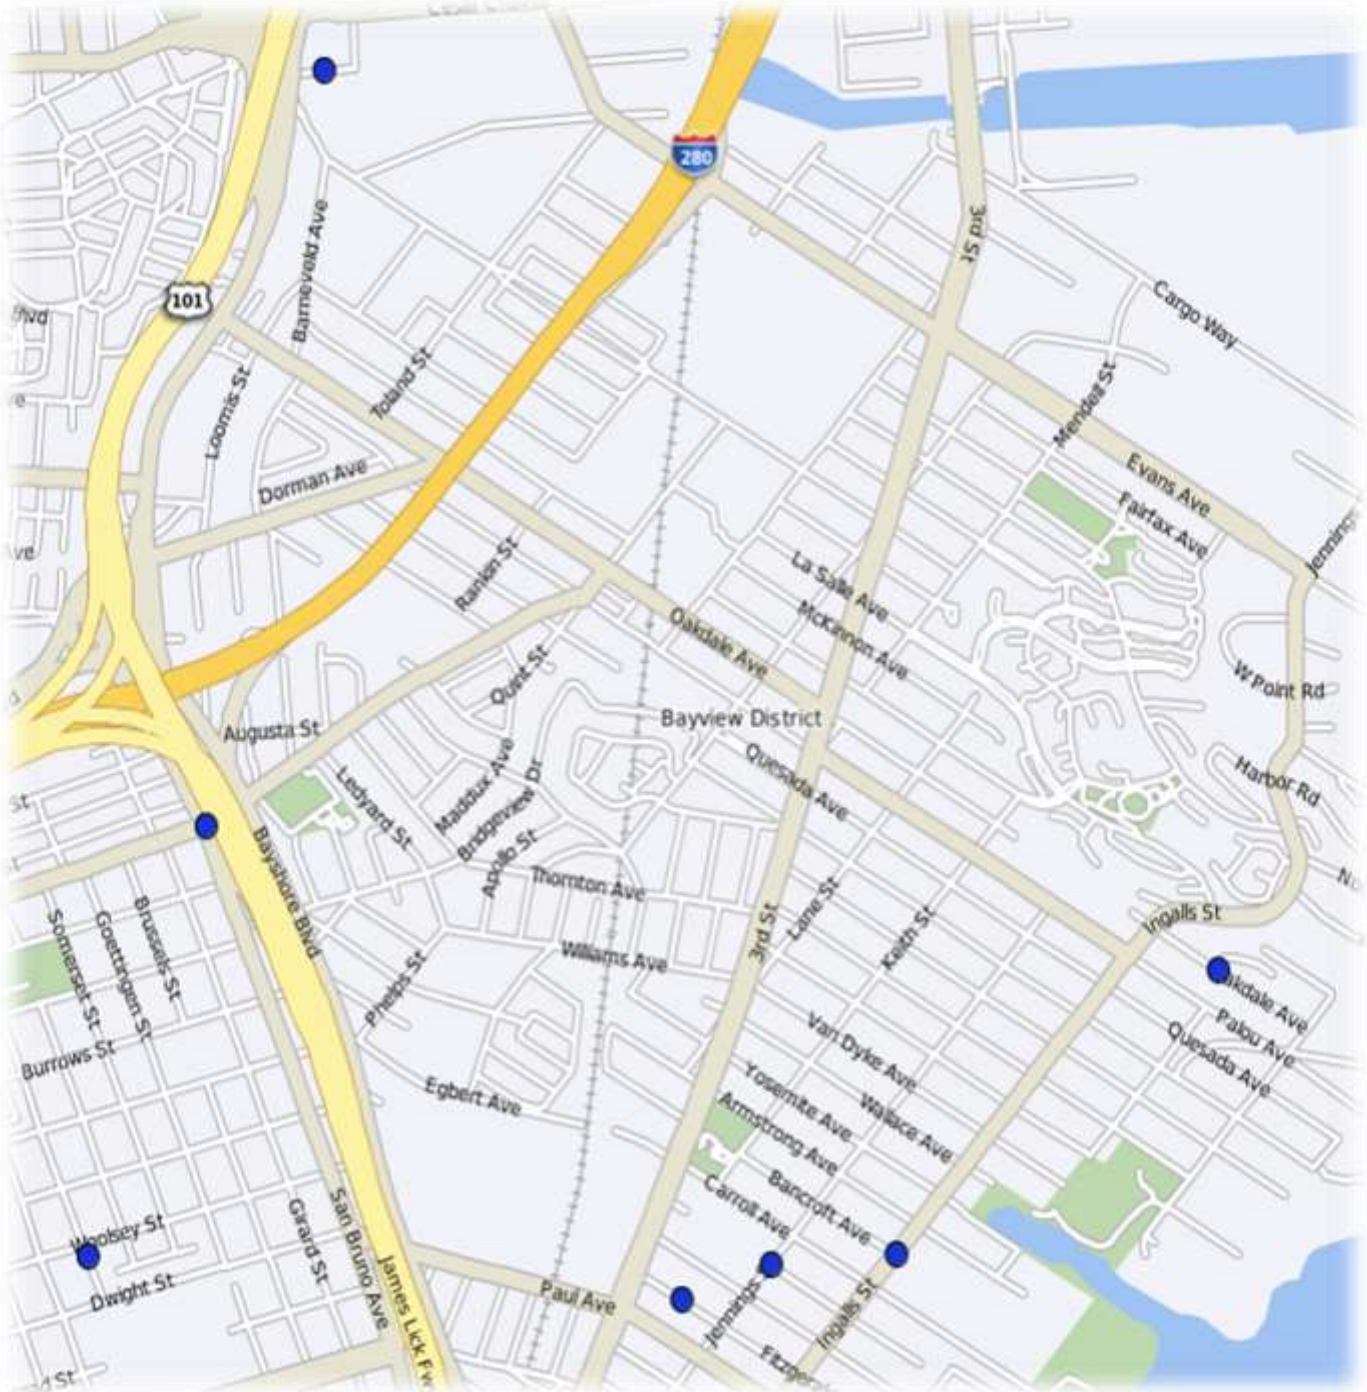 280
3rd St
Barneveld Ave
101
Cargo Way
Toland St
Loomis St
Mendell St
Dorman Ave
Evans Ave
Fairfax Ave
Jennings
Rankin St
La Salle Ave
McKinnon Ave
Oakdale Ave
Quint St
W Point Rd
Augusta St
Bayview District
Maddux Ave
Quesada Ave
Harbor Rd
Ledyard St
Bridgeview Dr
Apollo St
Bayshore Blvd
Thornton Ave
Lane St
Keith St
Ingalls St
Brussels St
Goettingen St
Somerset St
3rd St
Williams Ave
Phelps St
akdale Ave
Palou Ave
Quesada Ave
Van Dyke Ave
Burrows St
Egbert Ave
Yosemite Ave
Wallace Ave
Armstrong Ave
Bancroft Ave
Carroll Ave
Woolsey St
Girard St
San Bruno Ave
Dwight St
James Lick Fw
Paul Ave
Jennings
Ingalls St